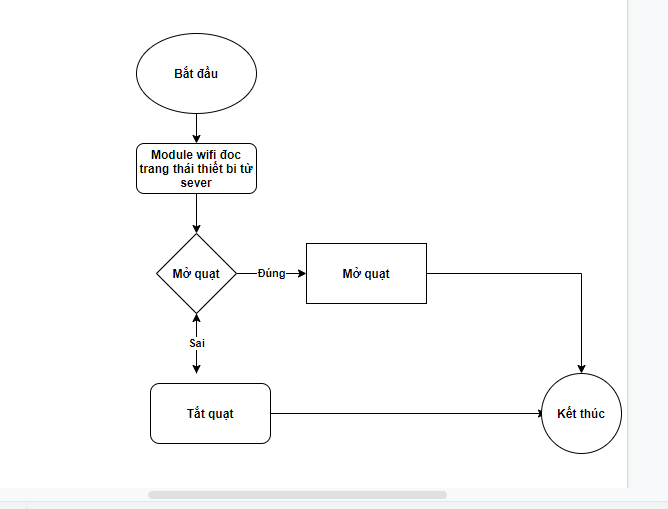 Bắt đầu
Module wifi đoc
trang thái thiết bi từ
sever
Mở quạt
Đúng
Mở quạt
Sai
Tắt quạt
Kết thúc